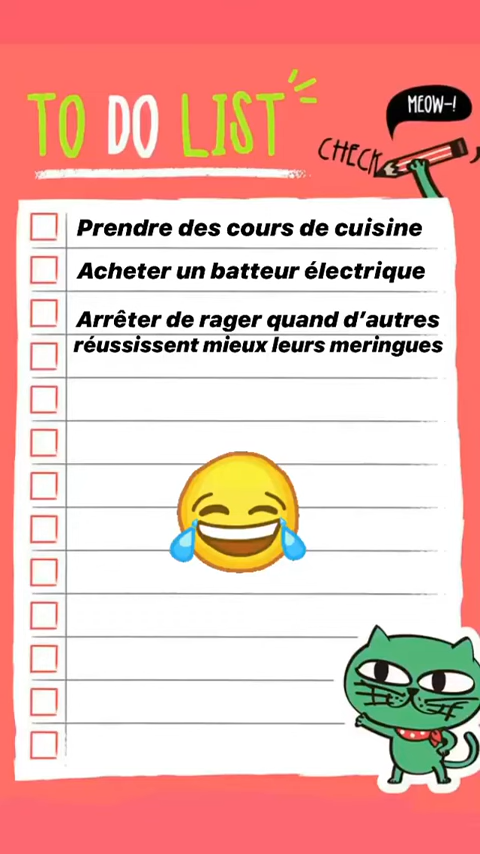 TO DO LIST
MEOW-!
CHECK
Prendre des cours de cuisine
Acheter un batteur électrique
Arrêter de rager quand d’autres
réussissent mieux leurs meringues